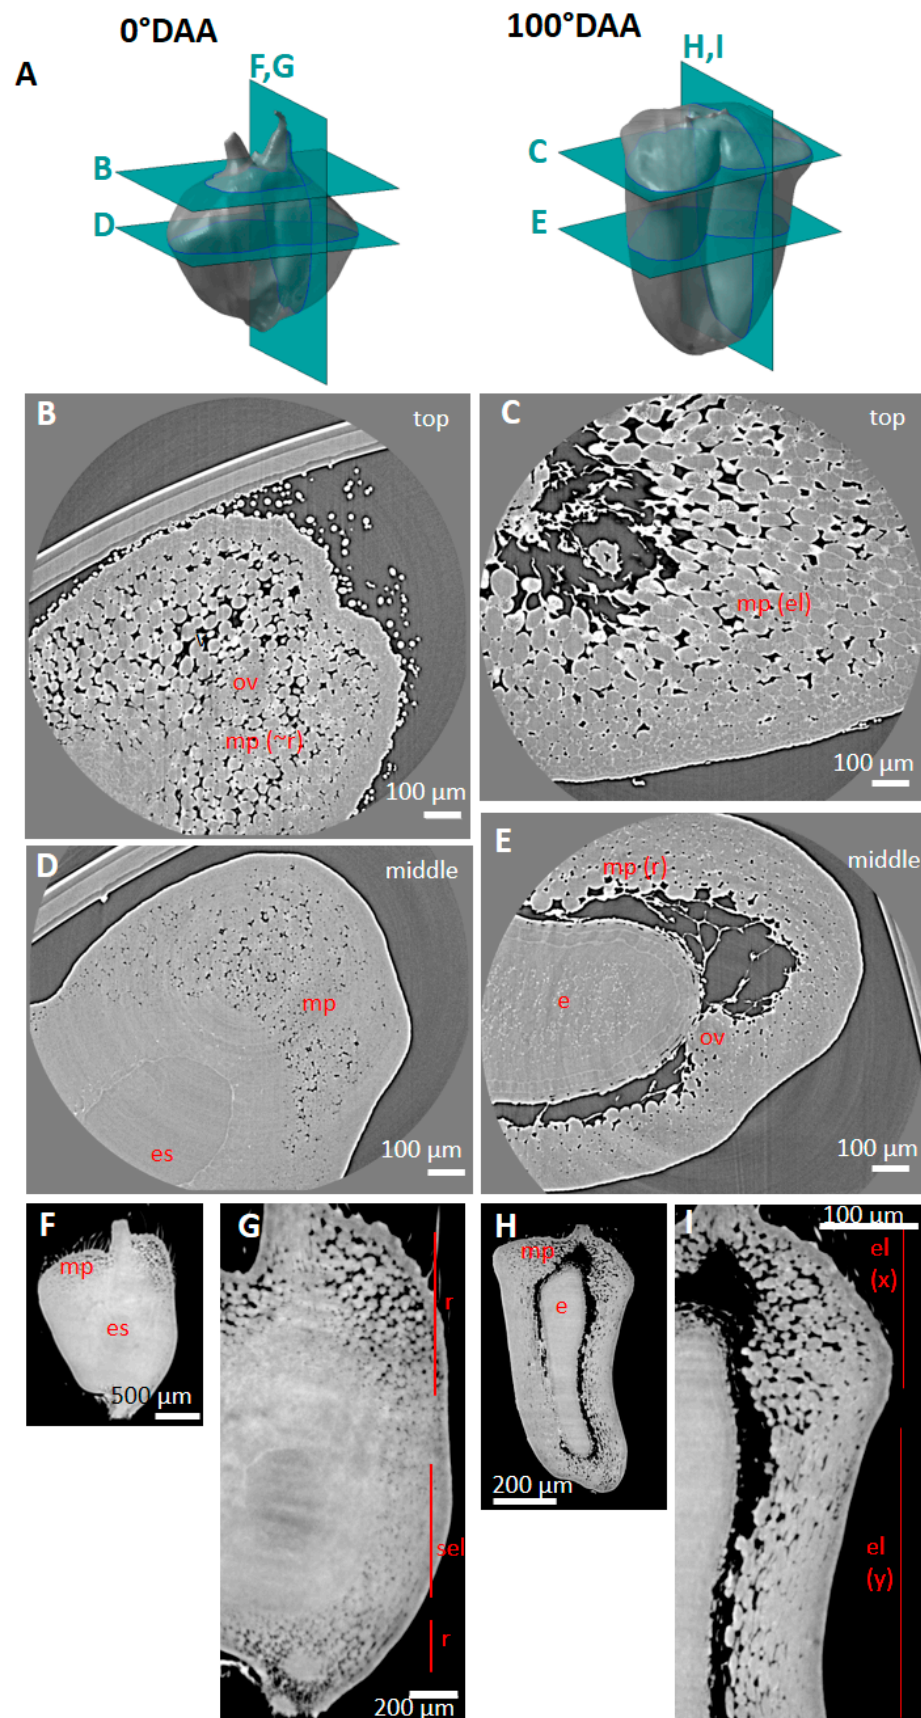 0°DAA
100°DAA
A
F,G
H,I
B
C
D
E
B
top
ov
mp (~r)
100 µm
C
top
mp (el)
100 µm
D
middle
mp
es
100 µm
E
middle
mp (r)
e
ov
100 µm
F
mp
es
500 µm
G
r
sel
r
200 µm
H
mp
e
200 µm
I
100 µm
el
(x)
el
(y)